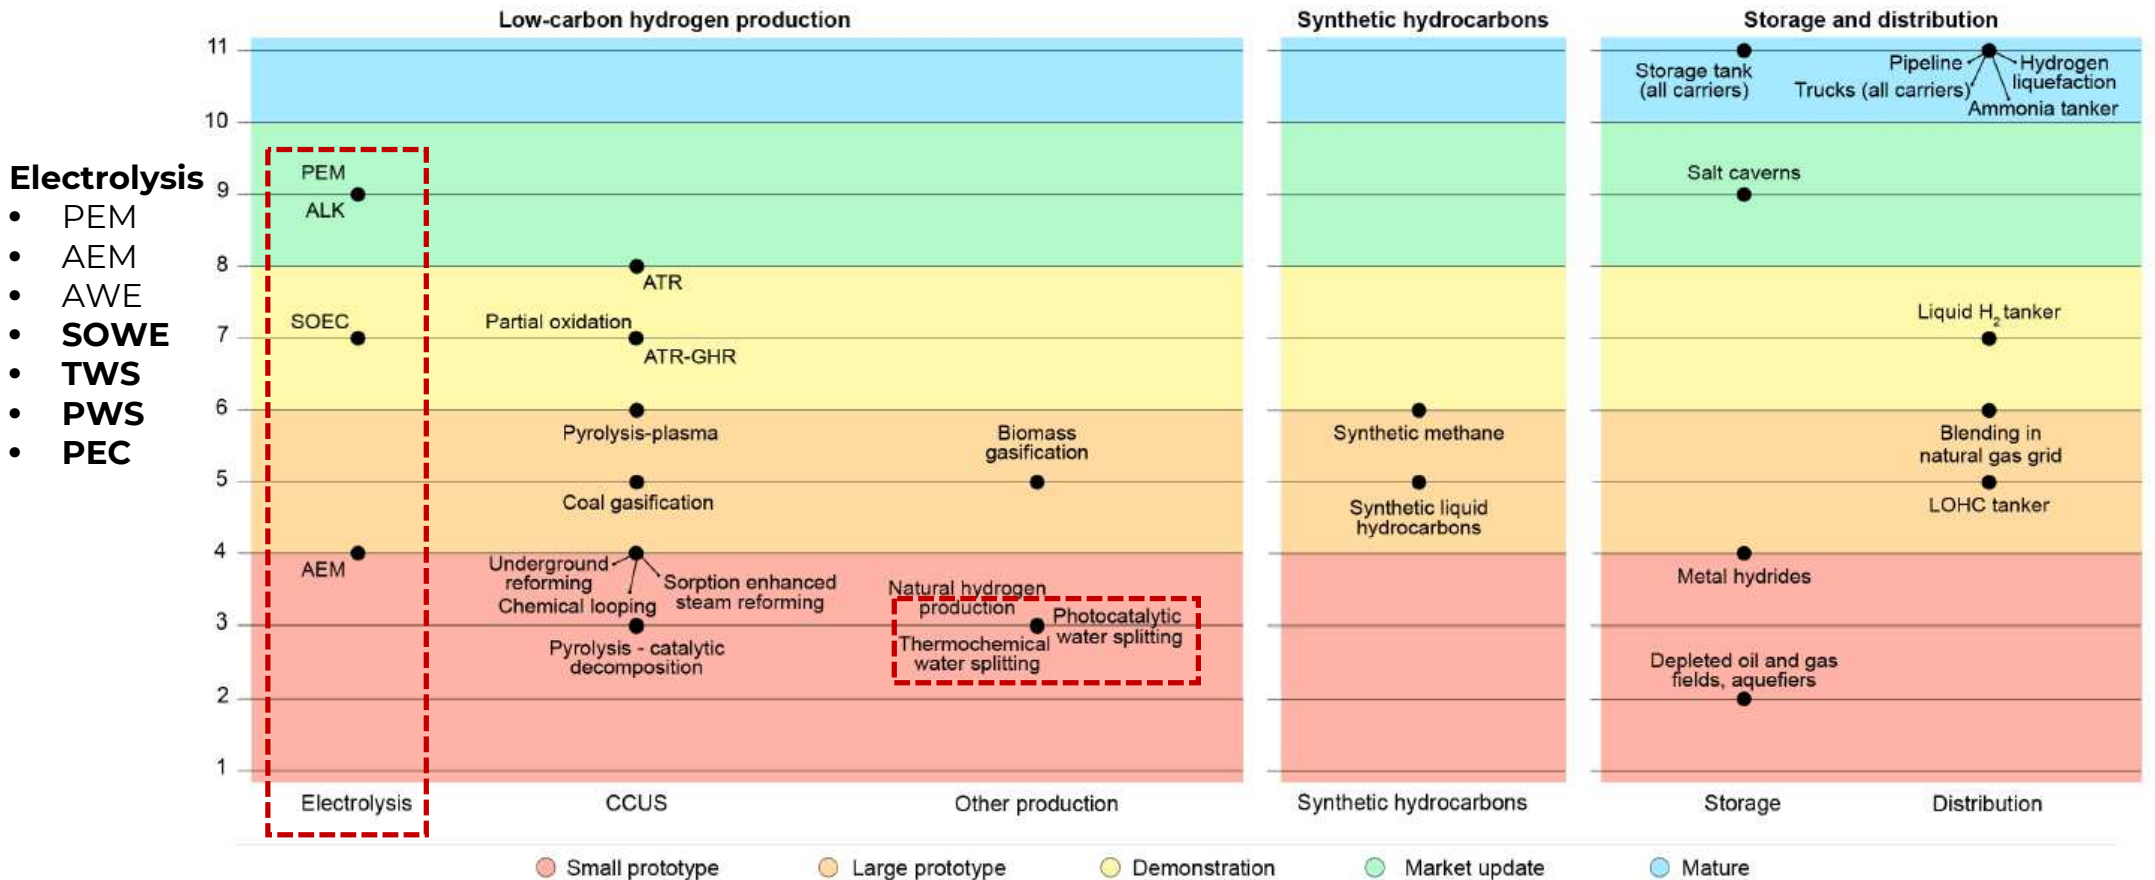 Low-carbon hydrogen production
Synthetic hydrocarbons
Storage and distribution
Electrolysis
• PEM
• AEM
• AWE
• SOWE
• TWS
• PWS
• PEC
11
10
9
8
7
6
5
4
3
2
1
PEM
ALK
SOEC
AEM
ATR
Partial oxidation
ATR-GHR
Pyrolysis-plasma
Coal gasification
Underground
reforming
Chemical looping
Sorption enhanced
steam reforming
Pyrolysis - catalytic
decomposition
Biomass
gasification
Natural hydrogen
production
Photocatalytic
water splitting
Thermochemical
water splitting
Synthetic methane
Synthetic liquid
hydrocarbons
Storage tank
(all carriers)
Salt caverns
Metal hydrides
Depleted oil and gas
fields, aquefiers
Pipeline
Hydrogen
liquefaction
Trucks (all carriers)
Ammonia tanker
Liquid H2 tanker
Blending in
natural gas grid
LOHC tanker
Electrolysis
CCUS
Other production
Synthetic hydrocarbons
Storage
Distribution
Small prototype
Large prototype
Demonstration
Market update
Mature